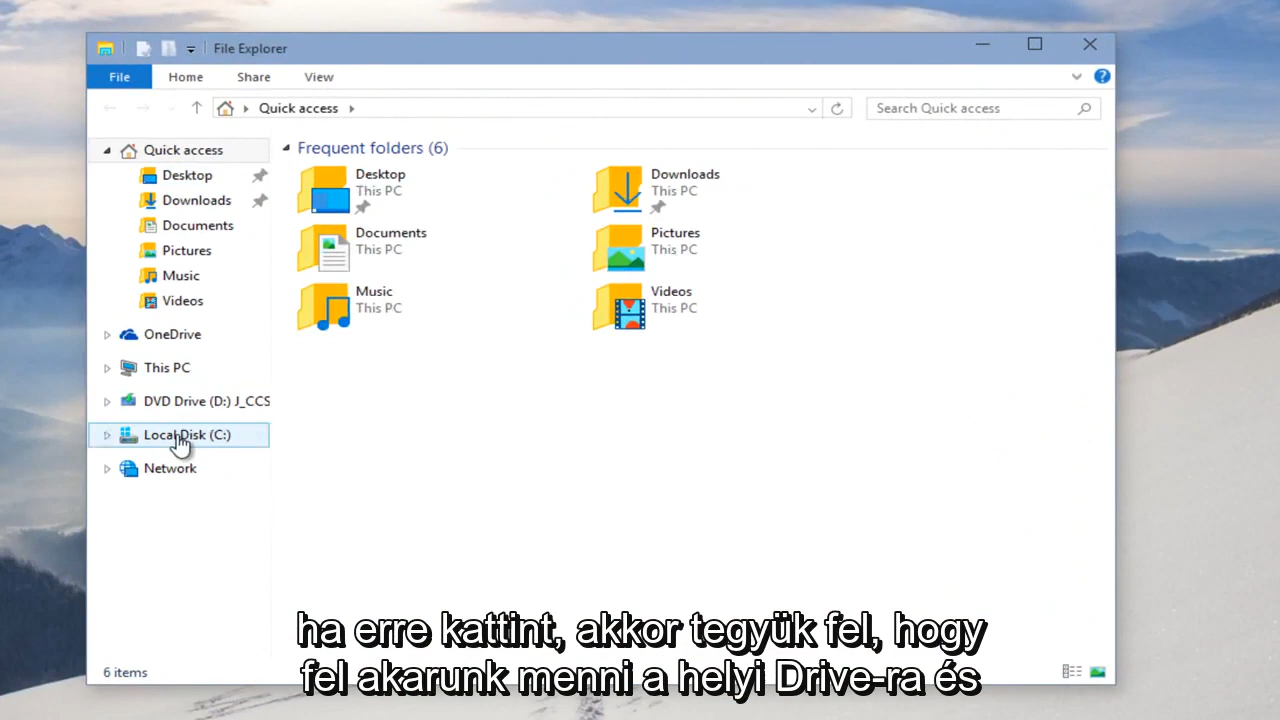 File Explorer
File
Home
Share
View
Quick access
Search Quick access
Quick access
Desktop
Downloads
Documents
Pictures
Music
Videos
OneDrive
This PC
DVD Drive (D:) J_CCS
Local Disk (C:)
Network
Frequent folders (6)
Desktop
This PC
Downloads
This PC
Documents
This PC
Pictures
This PC
Music
This PC
Videos
This PC
ha erre kattint, akkor tegyük fel, hogy
fel akarunk menni a helyi Drive-ra és
6 items